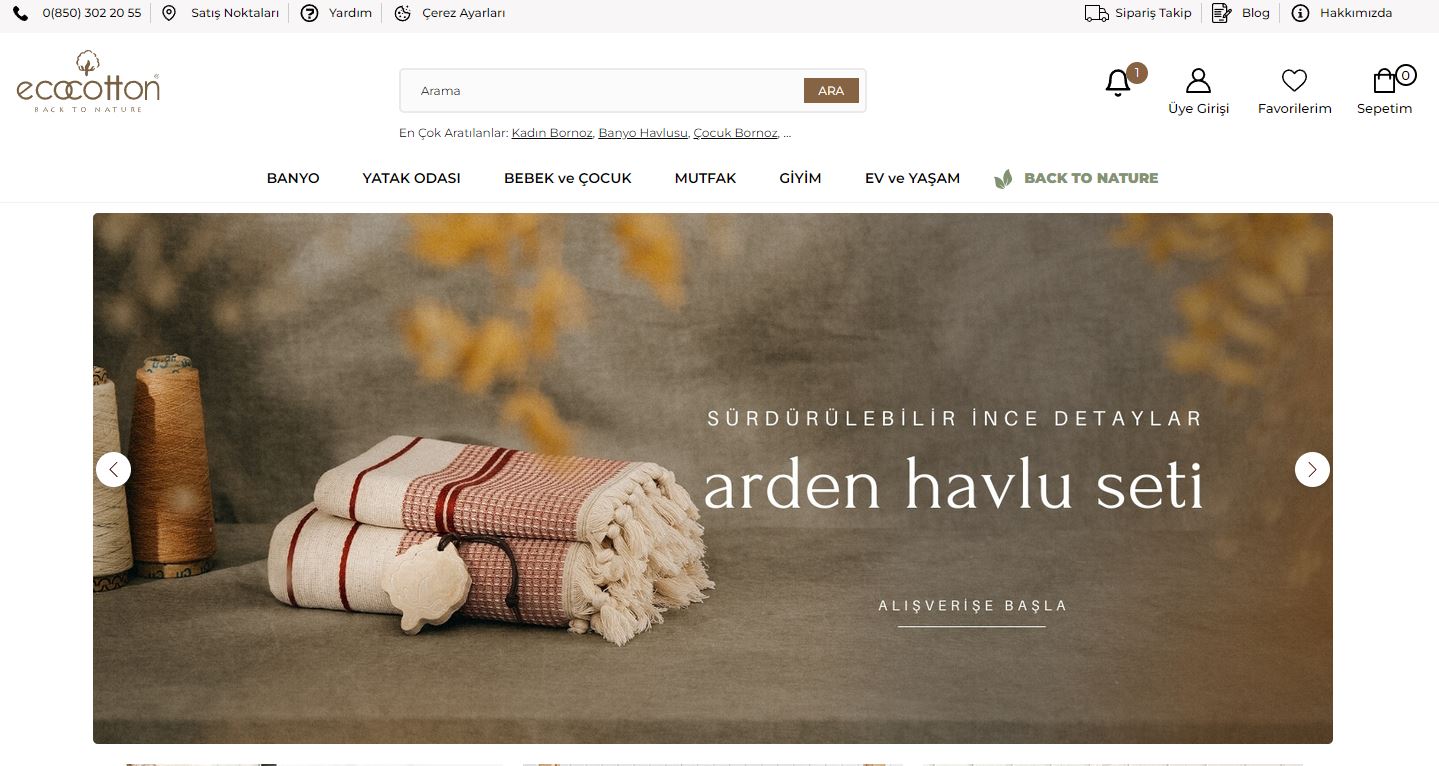 0(850) 302 20 55
Satış Noktaları
Yardım
Çerez Ayarları
Sipariş Takip
Blog
Hakkımızda
ecocotton®
BACK TO NATURE
Arama
ARA
1
Üye Girişi
Favorilerim
0
Sepetim
En Çok Aratılanlar: Kadın Bornoz, Banyo Havlusu, Çocuk Bornoz, ...
BANYO
YATAK ODASI
BEBEK ve ÇOCUK
MUTFAK
GİYİM
EV ve YAŞAM
BACK TO NATURE
SÜRDÜRÜLEBİLİR İNCE DETAYLAR
arden havlu seti
ALIŞVERİŞE BAŞLA